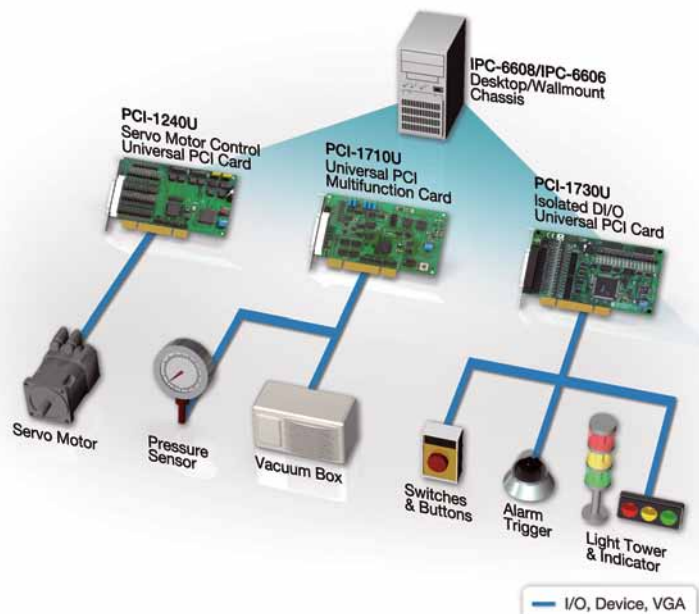 IPC-6608/IPC-6606
Desktop/Wallmount
Chassis
PCI-1240U
Servo Motor Control
Universal PCI Card
PCI-1710U
Universal PCI
Multifunction Card
PCI-1730U
Isolated DI/O
Universal PCI Card
Servo Motor
Pressure
Sensor
Vacuum Box
Switches
& Buttons
Alarm
Trigger
Light Tower
& Indicator
I/O, Device, VGA